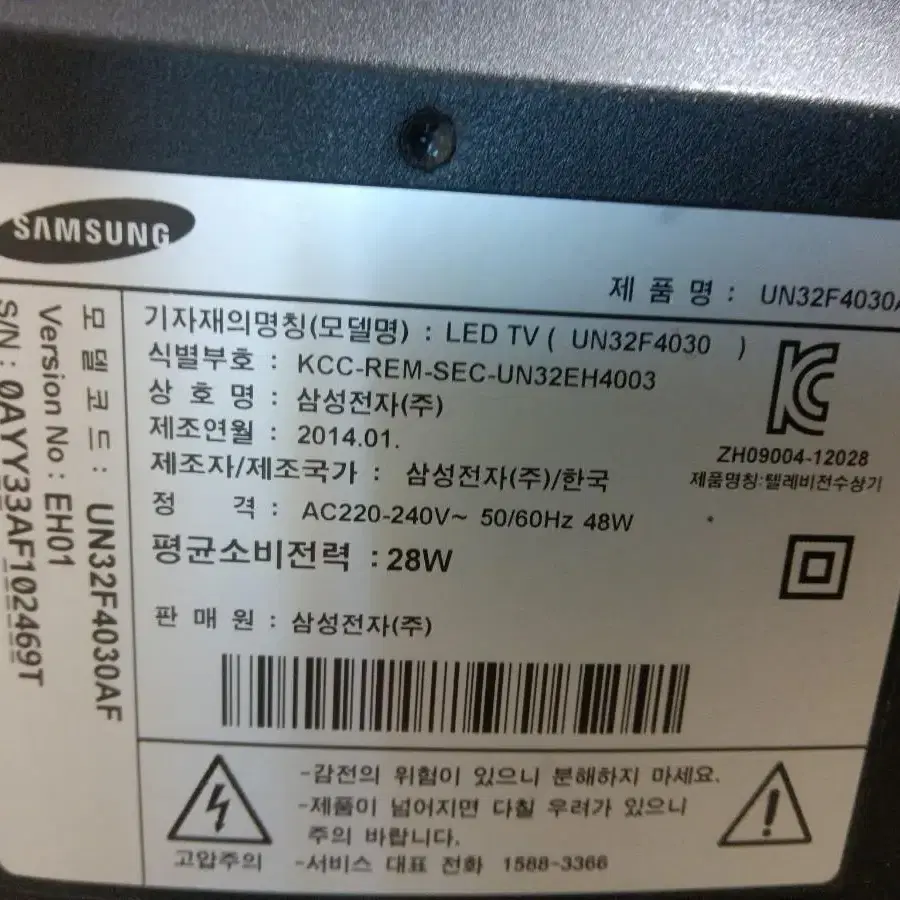 SAMSUNG
제 품 명 : UN32F4030A
모 델 코 드 : UN32F4030AF
Version No : EH01
S/N : 0AYY33AF102469T
기자재의명칭(모델명) : LED TV ( UN32F4030 )
식별부호 : KCC-REM-SEC-UN32EH4003
상 호 명 : 삼성전자(주)
제조연월 : 2014.01.
제조자/제조국가 : 삼성전자(주)/한국
정 격 : AC220-240V~ 50/60Hz 48W
평균소비전력 : 28W
판 매 원 : 삼성전자(주)
ZH09004-12028
제품명칭:텔레비전수상기
고압주의
-감전의 위험이 있으니 분해하지 마세요.
-제품이 넘어지면 다칠 우려가 있으니
주의 바랍니다.
-서비스 대표 전화 1588-3366